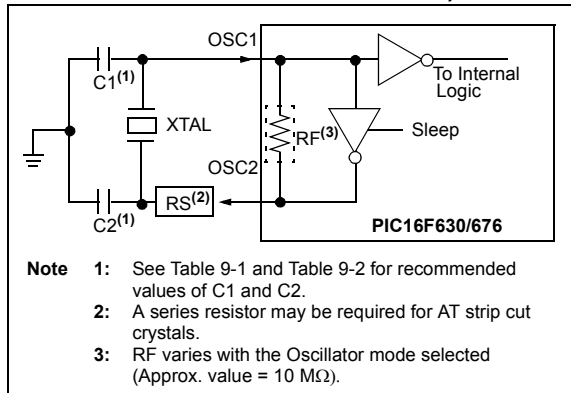 OSC1
C1(1)
To Internal
Logic
XTAL
RF(3)
Sleep
OSC2
C2(1)
RS(2)
PIC16F630/676
Note 1: See Table 9-1 and Table 9-2 for recommended
values of C1 and C2.
2: A series resistor may be required for AT strip cut
crystals.
3: RF varies with the Oscillator mode selected
(Approx. value = 10 MΩ).